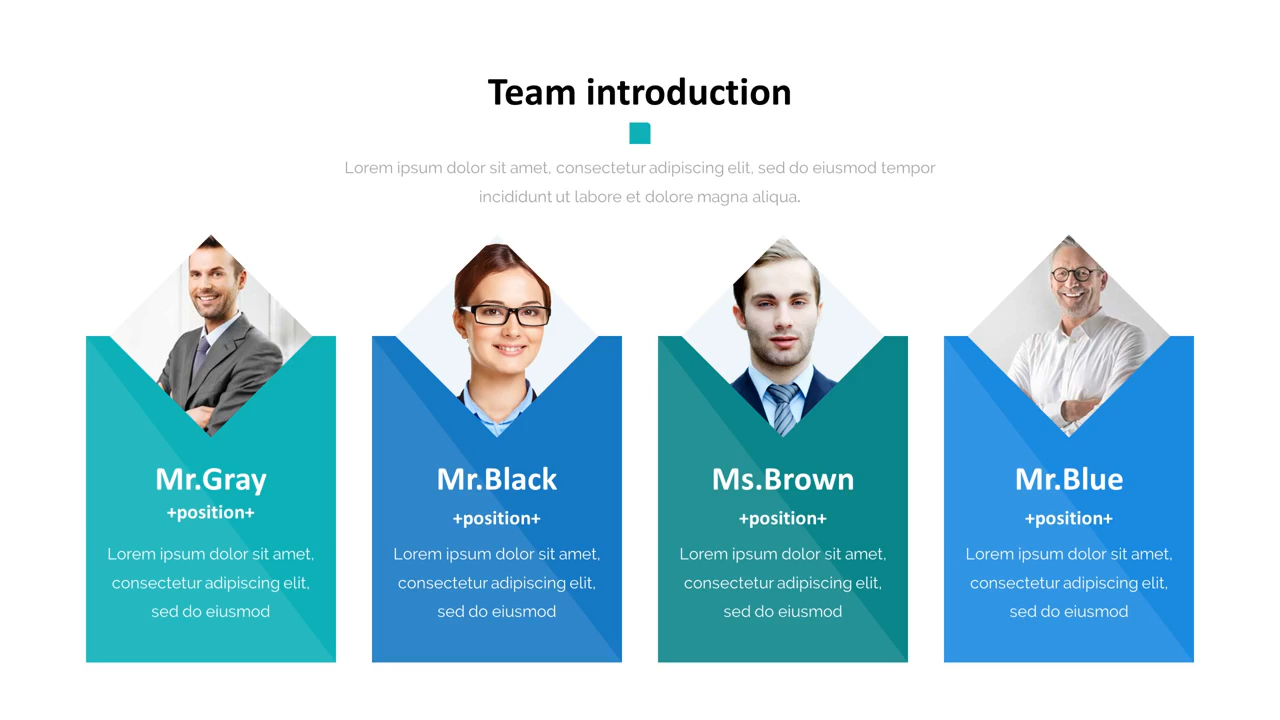 Team introduction
Lorem ipsum dolor sit amet, consectetur adipiscing elit, sed do eiusmod tempor
incididunt ut labore et dolore magna aliqua.
Mr.Gray
+position+
Lorem ipsum dolor sit amet,
consectetur adipiscing elit,
sed do eiusmod
Mr.Black
+position+
Lorem ipsum dolor sit amet,
consectetur adipiscing elit,
sed do eiusmod
Ms.Brown
+position+
Lorem ipsum dolor sit amet,
consectetur adipiscing elit,
sed do eiusmod
Mr.Blue
+position+
Lorem ipsum dolor sit amet,
consectetur adipiscing elit,
sed do eiusmod